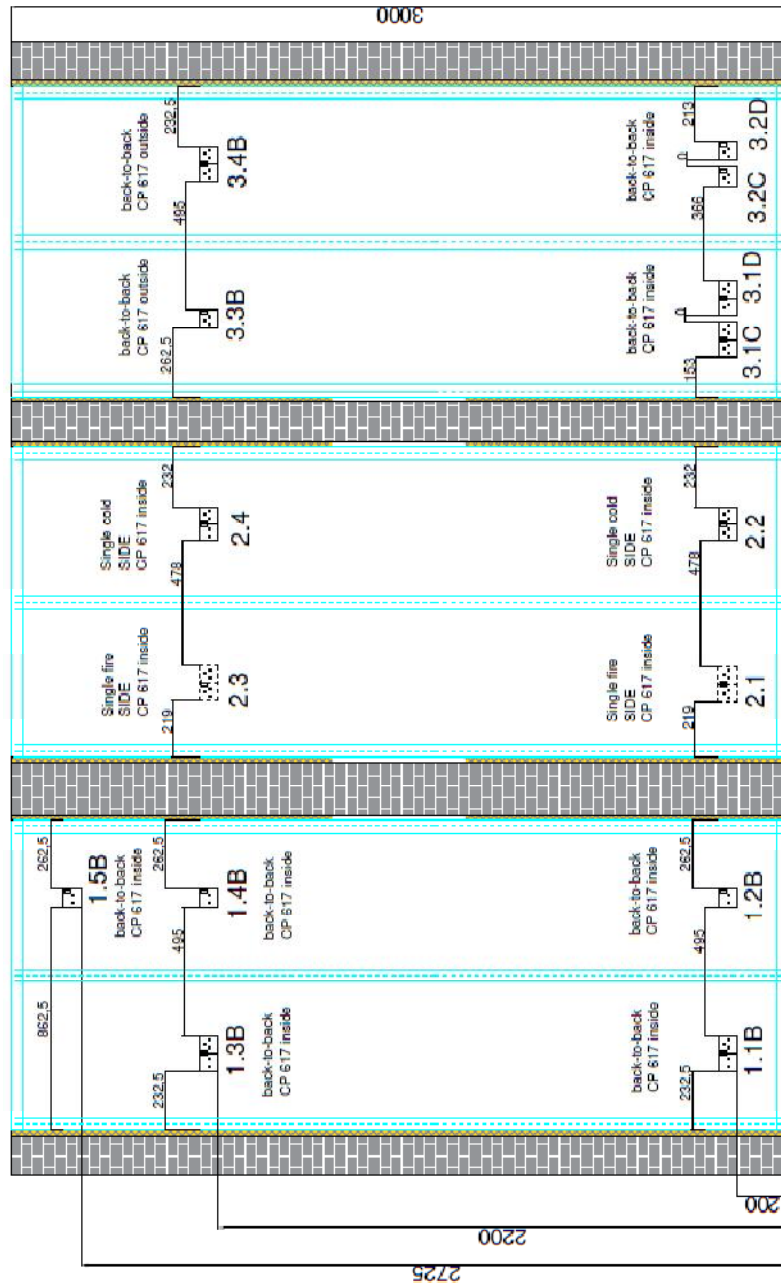 3000
232,5
back-to-back
CP 617 outside
3.4B
495
back-to-back
CP 617 outside
3.3B
262,5
213
0
back-to-back
CP 617 inside
3.2D
3.2C
366
back-to-back
CP 617 inside
0
3.1D
3.1C
153
232
Single cold
SIDE
CP 617 inside
2.4
478
Single fire
SIDE
CP 617 inside
2.3
219
232
Single cold
SIDE
CP 617 inside
2.2
478
Single fire
SIDE
CP 617 inside
2.1
219
262,5
1.5B
back-to-back
CP 617 inside
862,5
262,5
1.4B
back-to-back
CP 617 inside
495
1.3B
back-to-back
CP 617 inside
232,5
262,5
back-to-back
CP 617 inside
1.2B
495
back-to-back
CP 617 inside
1.1B
232,5
200
2200
2725